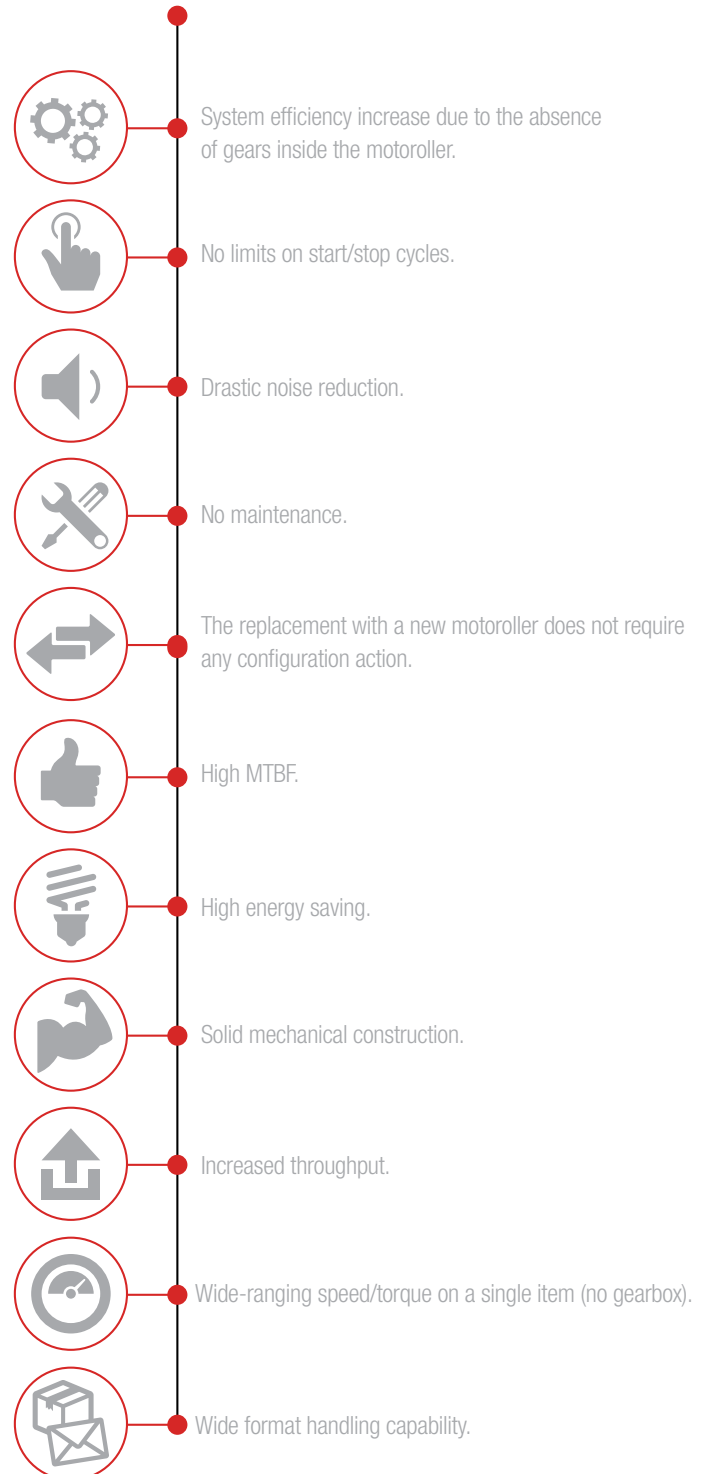 System efficiency increase due to the absence
of gears inside the motoroller.
No limits on start/stop cycles.
Drastic noise reduction.
No maintenance.
The replacement with a new motoroller does not require
any configuration action.
High MTBF.
High energy saving.
Solid mechanical construction.
Increased throughput.
Wide-ranging speed/torque on a single item (no gearbox).
Wide format handling capability.